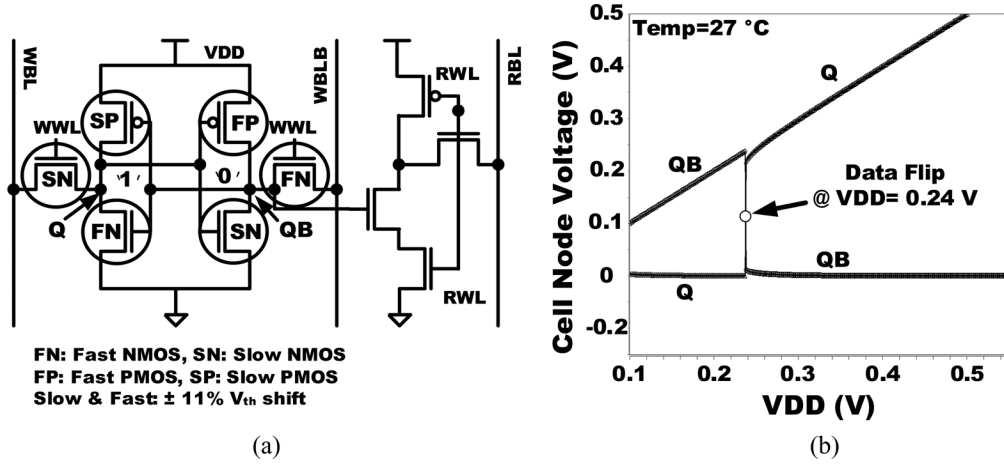 WBL
VDD
WBLB
RWL
RBL
SP
FP
WWL
WWL
SN
'1'
'0'
FN
Q
FN
SN
QB
RWL
FN: Fast NMOS, SN: Slow NMOS
FP: Fast PMOS, SP: Slow PMOS
Slow & Fast: ± 11% Vth shift
(a)
Cell Node Voltage (V)
0.5
0.4
0.3
0.2
0.1
0
-0.2
Temp=27 °C
Q
QB
Data Flip
@ VDD= 0.24 V
QB
Q
0.1
0.2
0.3
0.4
0.5
VDD (V)
(b)